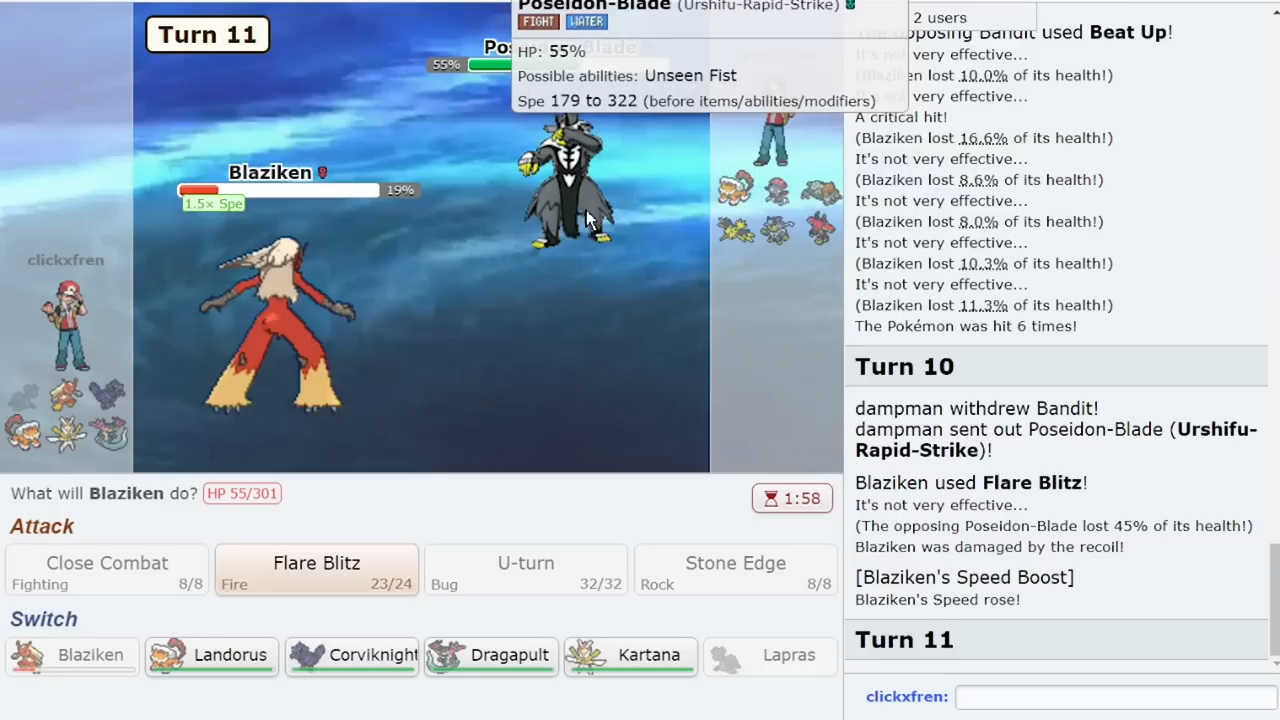 Turn 11
Poseidon-Blade (Urshifu-Rapid-Strike)
FIGHT WATER
HP: 55%
Possible abilities: Unseen Fist
Spe 179 to 322 (before items/abilities/modifiers)
55%
Blaziken
19%
1.5× Spe
clickxfren
What will Blaziken do? HP 55/301
1:58
Attack
Close Combat
Fighting 8/8
Flare Blitz
Fire 23/24
U-turn
Bug 32/32
Stone Edge
Rock 8/8
Switch
Blaziken
Landorus
Corviknight
Dragapult
Kartana
Lapras
2 users
The opposing Bandit used Beat Up!
It's not very effective...
(Blaziken lost 10.0% of its health!)
It's not very effective...
A critical hit!
(Blaziken lost 16.6% of its health!)
It's not very effective...
(Blaziken lost 8.6% of its health!)
It's not very effective...
(Blaziken lost 8.0% of its health!)
It's not very effective...
(Blaziken lost 10.3% of its health!)
It's not very effective...
(Blaziken lost 11.3% of its health!)
The Pokémon was hit 6 times!
Turn 10
dampman withdrew Bandit!
dampman sent out Poseidon-Blade (Urshifu-
Rapid-Strike)!
Blaziken used Flare Blitz!
It's not very effective...
(The opposing Poseidon-Blade lost 45% of its health!)
Blaziken was damaged by the recoil!
[Blaziken's Speed Boost]
Blaziken's Speed rose!
Turn 11
clickxfren: